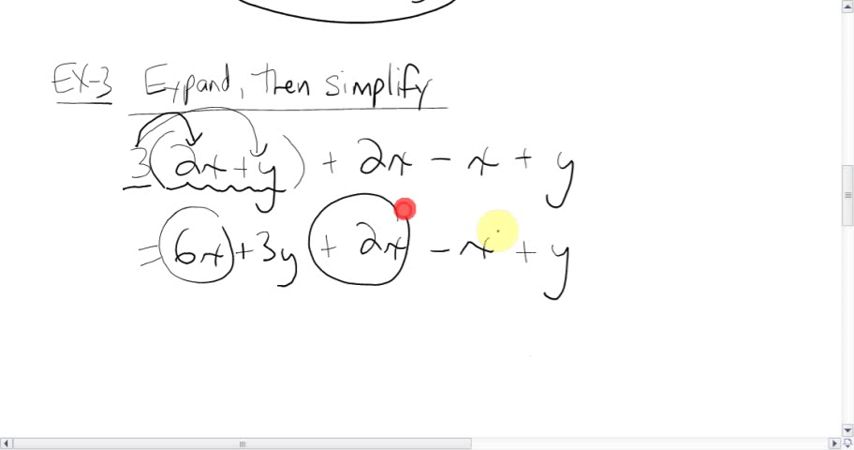 Ex-3 Expand, then simplify
3(2x+y) + 2x - x + y
= 6x + 3y + 2x - x + y